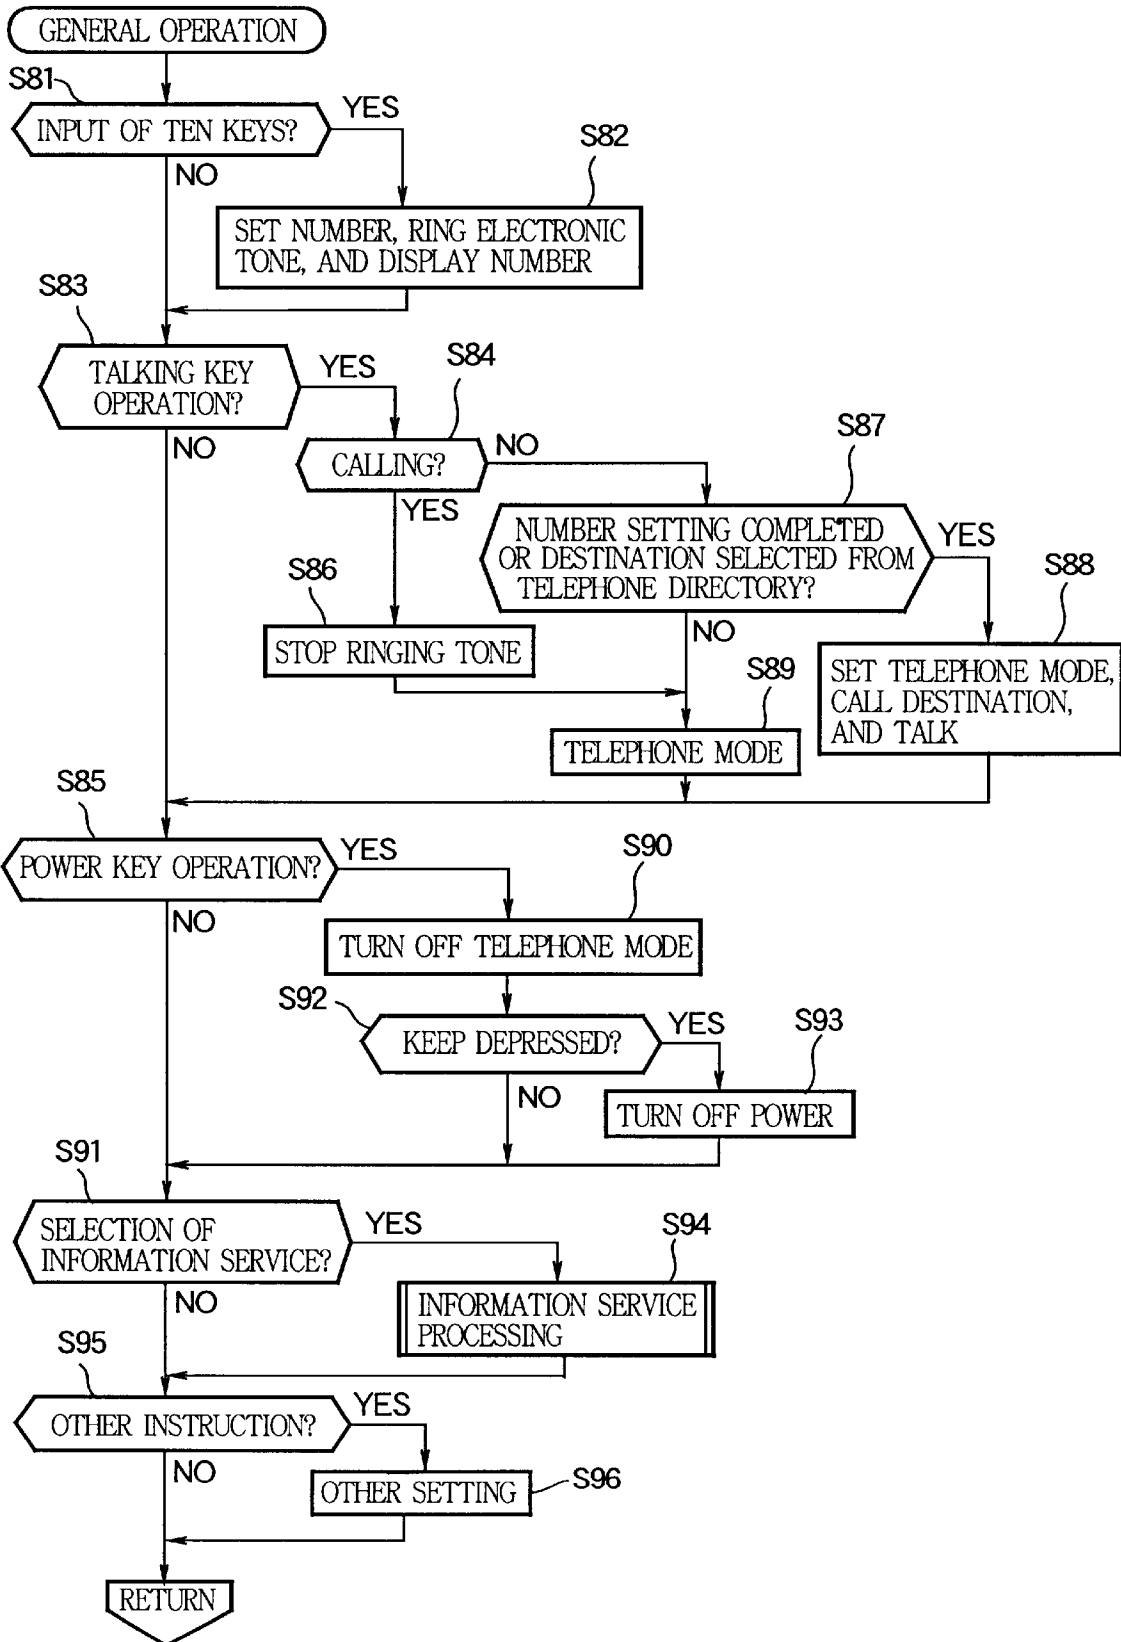 GENERAL OPERATION
S81
INPUT OF TEN KEYS?
YES
NO
S82
SET NUMBER, RING ELECTRONIC
TONE, AND DISPLAY NUMBER
S83
TALKING KEY
OPERATION?
YES
NO
S84
CALLING?
NO
YES
S87
NUMBER SETTING COMPLETED
OR DESTINATION SELECTED FROM
TELEPHONE DIRECTORY?
YES
NO
S86
STOP RINGING TONE
S88
SET TELEPHONE MODE,
CALL DESTINATION,
AND TALK
S89
TELEPHONE MODE
S85
POWER KEY OPERATION?
YES
NO
S90
TURN OFF TELEPHONE MODE
S92
KEEP DEPRESSED?
YES
NO
S93
TURN OFF POWER
S91
SELECTION OF
INFORMATION SERVICE?
YES
NO
S94
INFORMATION SERVICE
PROCESSING
S95
OTHER INSTRUCTION?
YES
NO
OTHER SETTING
S96
RETURN